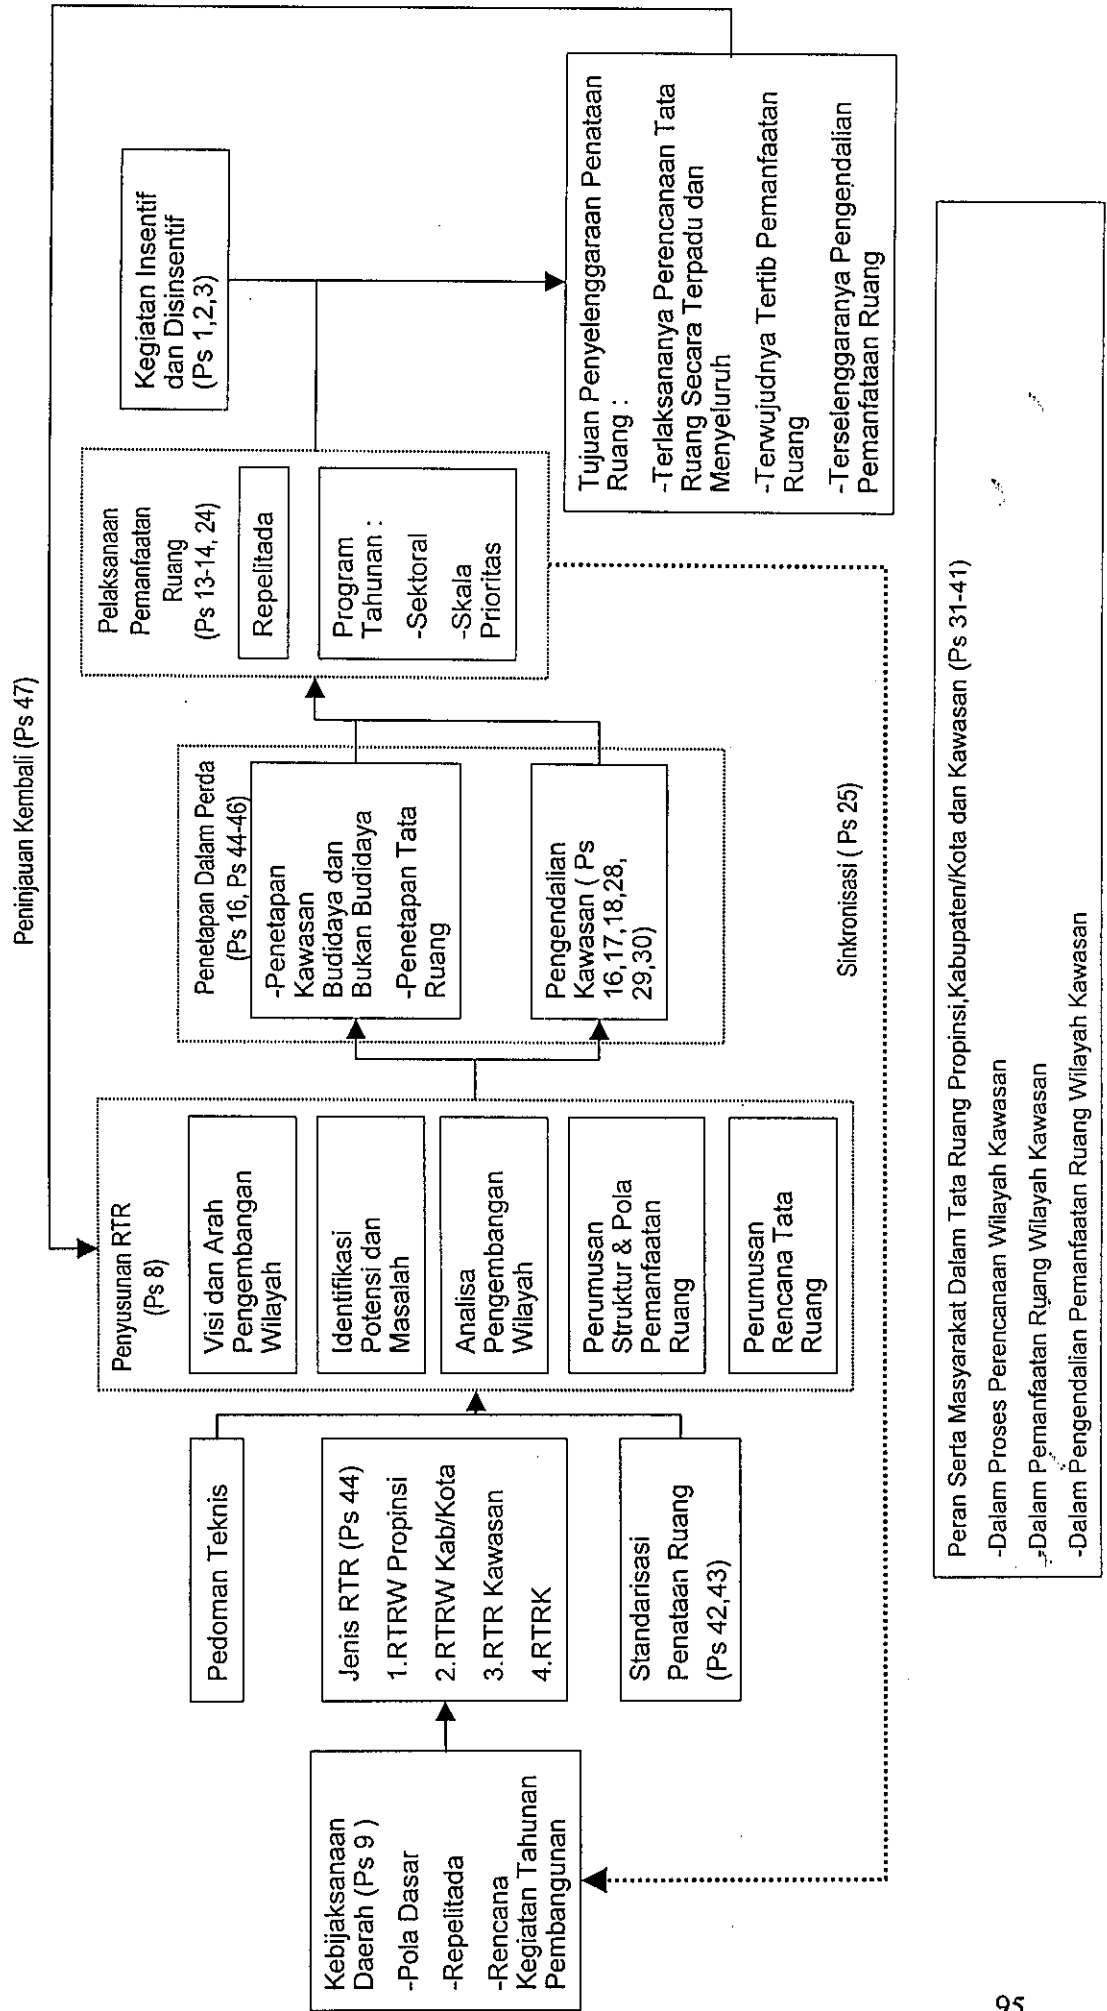 Peninjauan Kembali (Ps 47)
Kebijaksanaan
Daerah (Ps 9 )
-Pola Dasar
-Repelitada
-Rencana
Kegiatan Tahunan
Pembangunan
Pedoman Teknis
Jenis RTR (Ps 44)
1.RTRW Propinsi
2.RTRW Kab/Kota
3.RTR Kawasan
4.RTRK
Standarisasi
Penataan Ruang
(Ps 42,43)
Penyusunan RTR
(Ps 8)
Visi dan Arah
Pengembangan
Wilayah
Identifikasi
Potensi dan
Masalah
Analisa
Pengembangan
Wilayah
Perumusan
Struktur & Pola
Pemanfaatan
Ruang
Perumusan
Rencana Tata
Ruang
Penetapan Dalam Perda
(Ps 16, Ps 44-46)
-Penetapan
Kawasan
Budidaya dan
Bukan Budidaya
-Penetapan Tata
Ruang
Pengendalian
Kawasan ( Ps
16,17,18,28,
29,30)
Pelaksanaan
Pemanfaatan
Ruang
(Ps 13-14, 24)
Repelitada
Program
Tahunan :
-Sektoral
-Skala
Prioritas
Kegiatan Insentif
dan Disinsentif
(Ps 1,2,3)
Tujuan Penyelenggaraan Penataan
Ruang :
-Terlaksananya Perencanaan Tata
Ruang Secara Terpadu dan
Menyeluruh
-Terwujudnya Tertib Pemanfaatan
Ruang
-Terselenggaranya Pengendalian
Pemanfataan Ruang
Sinkronisasi ( Ps 25)
Peran Serta Masyarakat Dalam Tata Ruang Propinsi,Kabupaten/Kota dan Kawasan (Ps 31-41)
-Dalam Proses Perencanaan Wilayah Kawasan
-Dalam Pemanfaatan Ruang Wilayah Kawasan
-Dalam Pengendalian Pemanfaatan Ruang Wilayah Kawasan
95